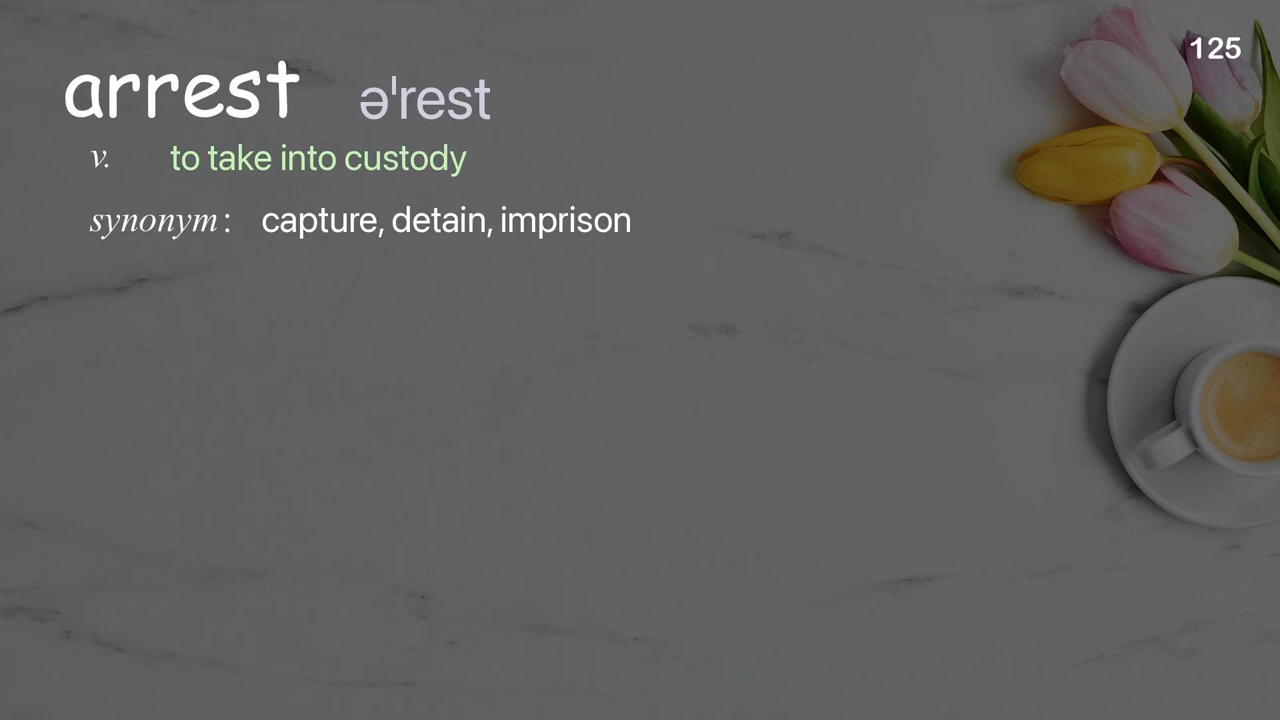 125
arrest əˈrest
v. to take into custody
synonym: capture, detain, imprison